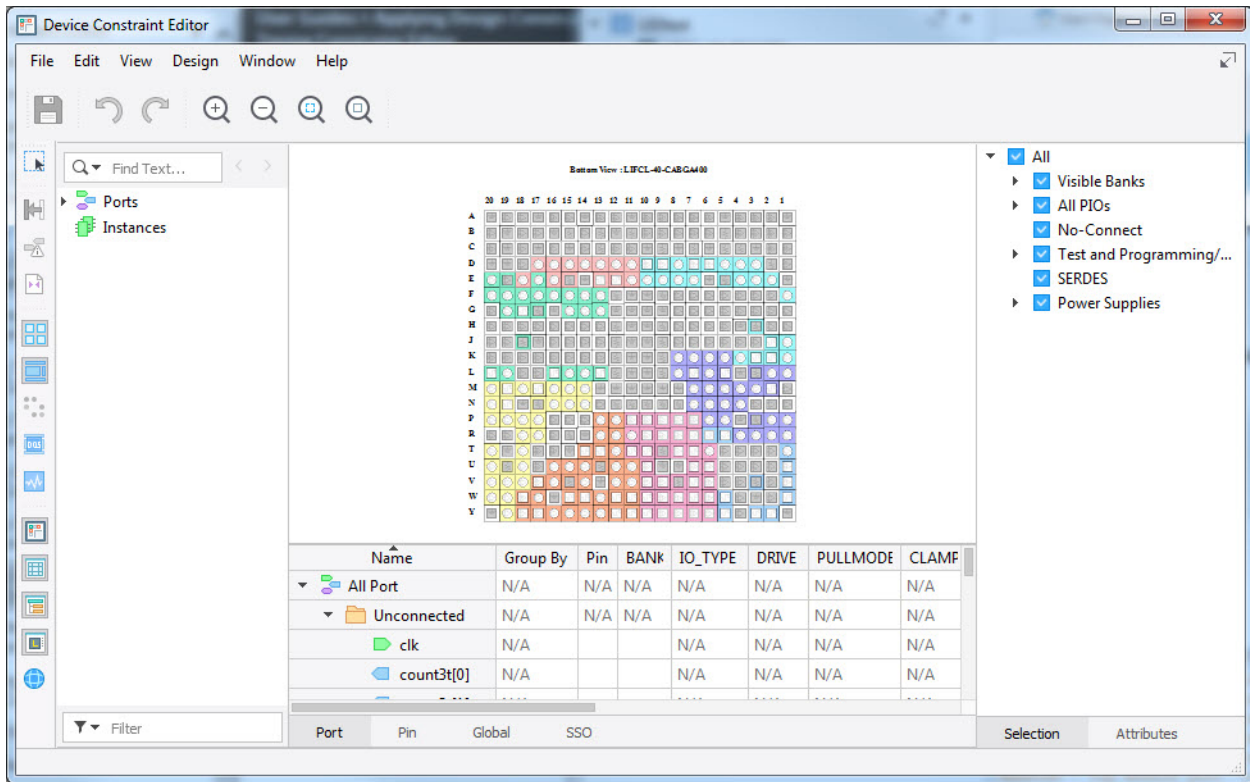 Device Constraint Editor
File Edit View Design Window Help
Find Text...
Ports
Instances
Filter
Bottom View : LIFCL-40-CABGA400
20 19 18 17 16 15 14 13 12 11 10 9 8 7 6 5 4 3 2 1
A
B
C
D
E
F
G
H
J
K
L
M
N
P
R
T
U
V
W
Y
Name Group By Pin BANK IO_TYPE DRIVE PULLMODE CLAMP
All Port N/A N/A N/A N/A N/A N/A N/A
Unconnected N/A N/A N/A N/A N/A N/A N/A
clk N/A N/A N/A N/A N/A
count3t[0] N/A N/A N/A N/A N/A
Port Pin Global SSO
All
Visible Banks
All PIOs
No-Connect
Test and Programming/...
SERDES
Power Supplies
Selection Attributes
DQS